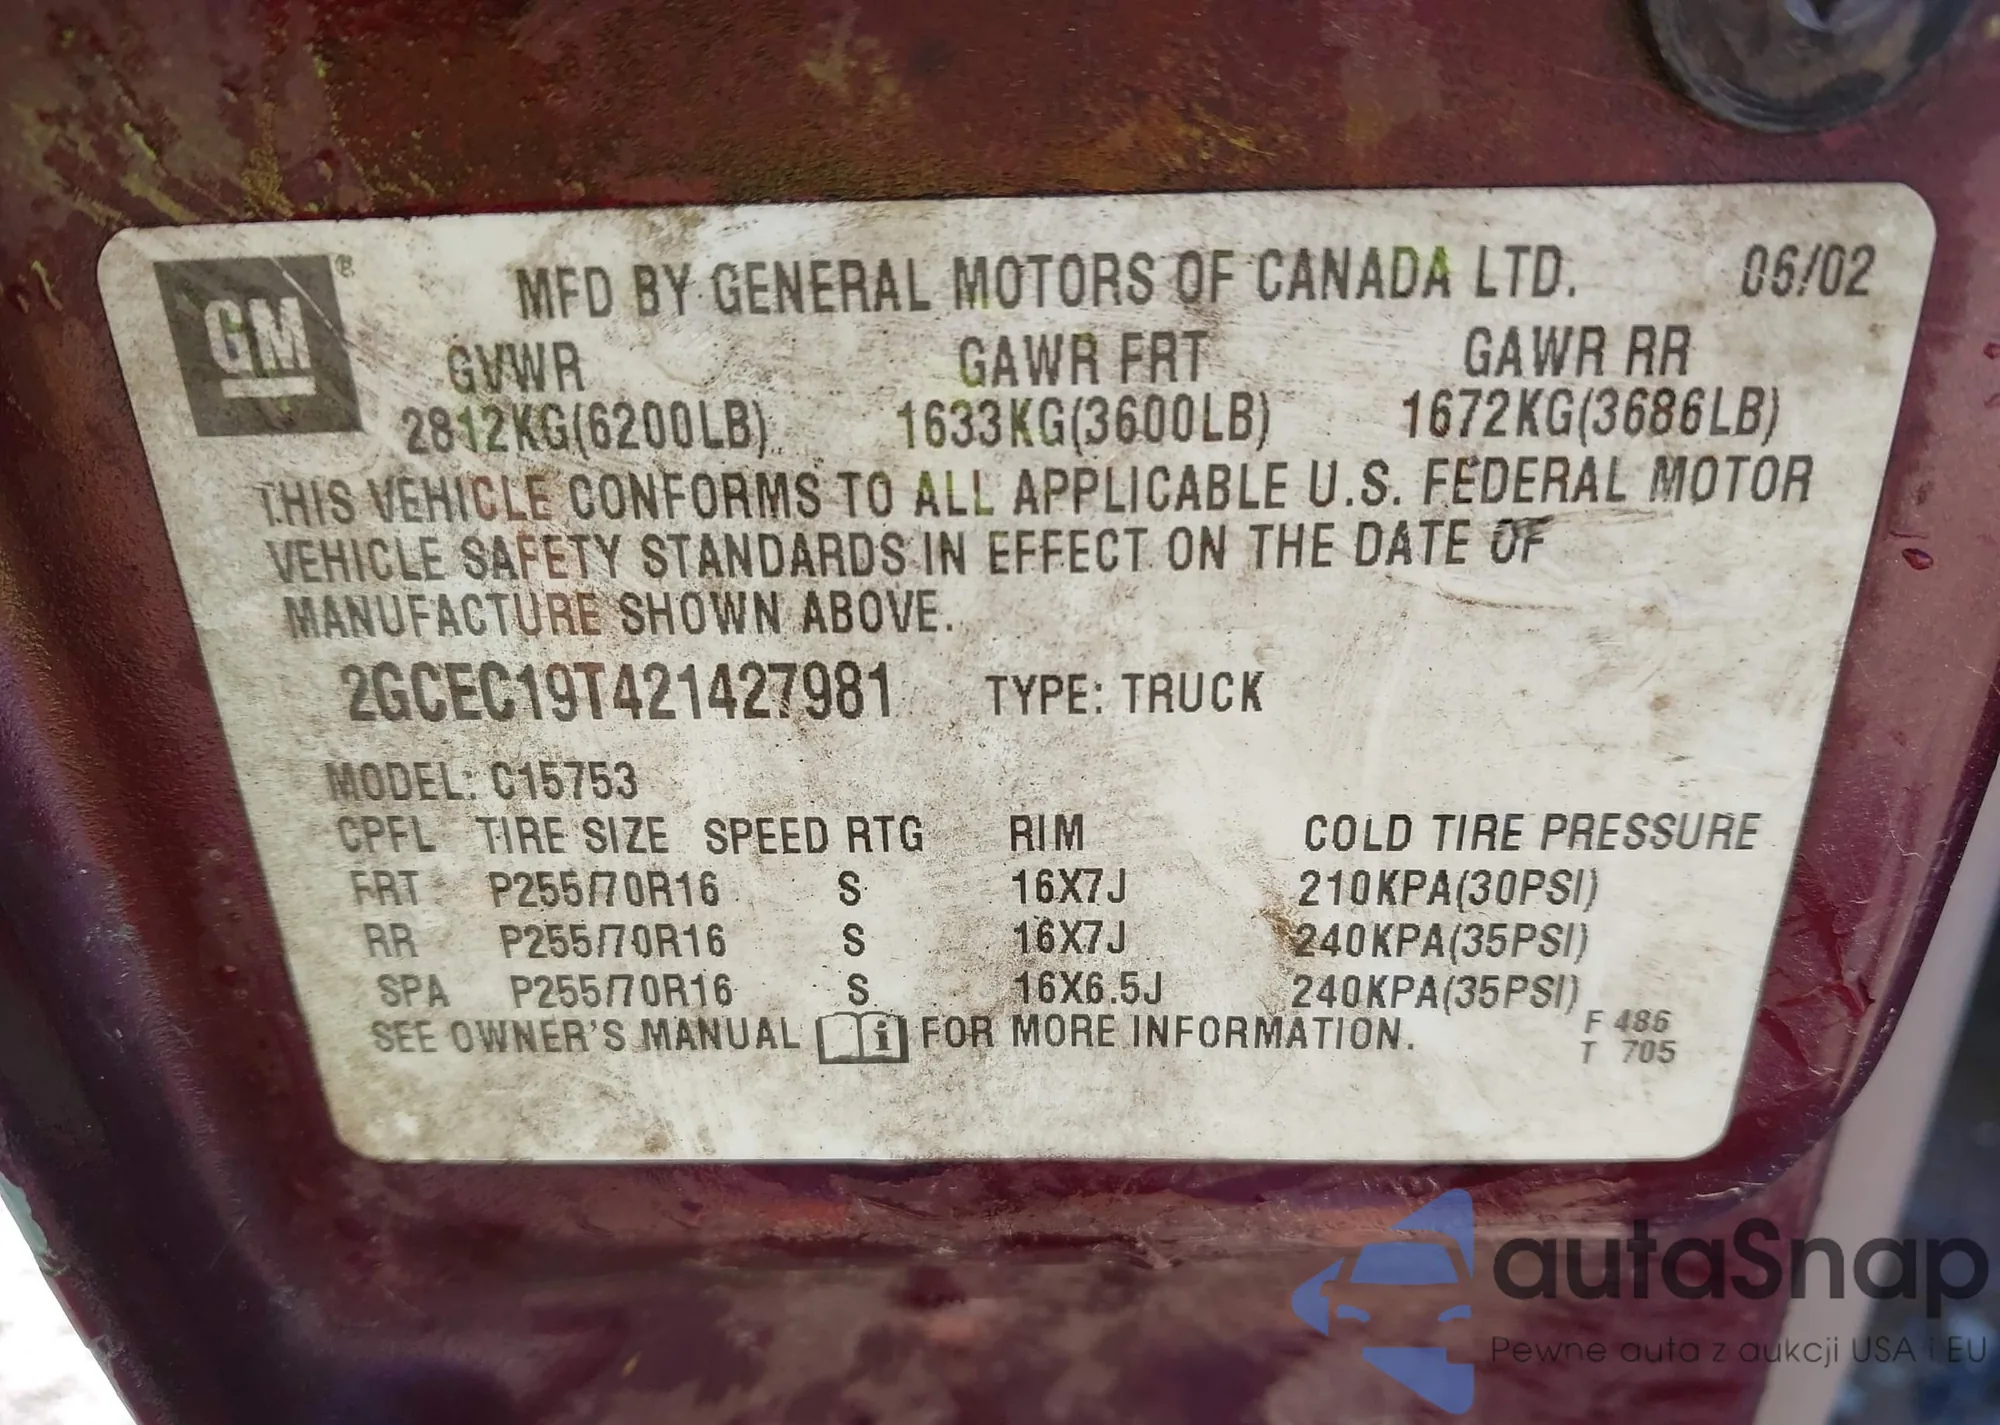 GM ®
MFD BY GENERAL MOTORS OF CANADA LTD. 06/02
GVWR GAWR FRT GAWR RR
2812KG(6200LB) 1633KG(3600LB) 1672KG(3686LB)
THIS VEHICLE CONFORMS TO ALL APPLICABLE U.S. FEDERAL MOTOR
VEHICLE SAFETY STANDARDS IN EFFECT ON THE DATE OF
MANUFACTURE SHOWN ABOVE.
2GCEC19T421427981 TYPE: TRUCK
MODEL: C15753
CPFL TIRE SIZE SPEED RTG RIM COLD TIRE PRESSURE
FRT P255/70R16 S 16X7J 210KPA(30PSI)
RR P255/70R16 S 16X7J 240KPA(35PSI)
SPA P255/70R16 S 16X6.5J 240KPA(35PSI)
SEE OWNER'S MANUAL i FOR MORE INFORMATION.
F 486
T 705
autaSnap
Pewne auta z aukcji USA i EU